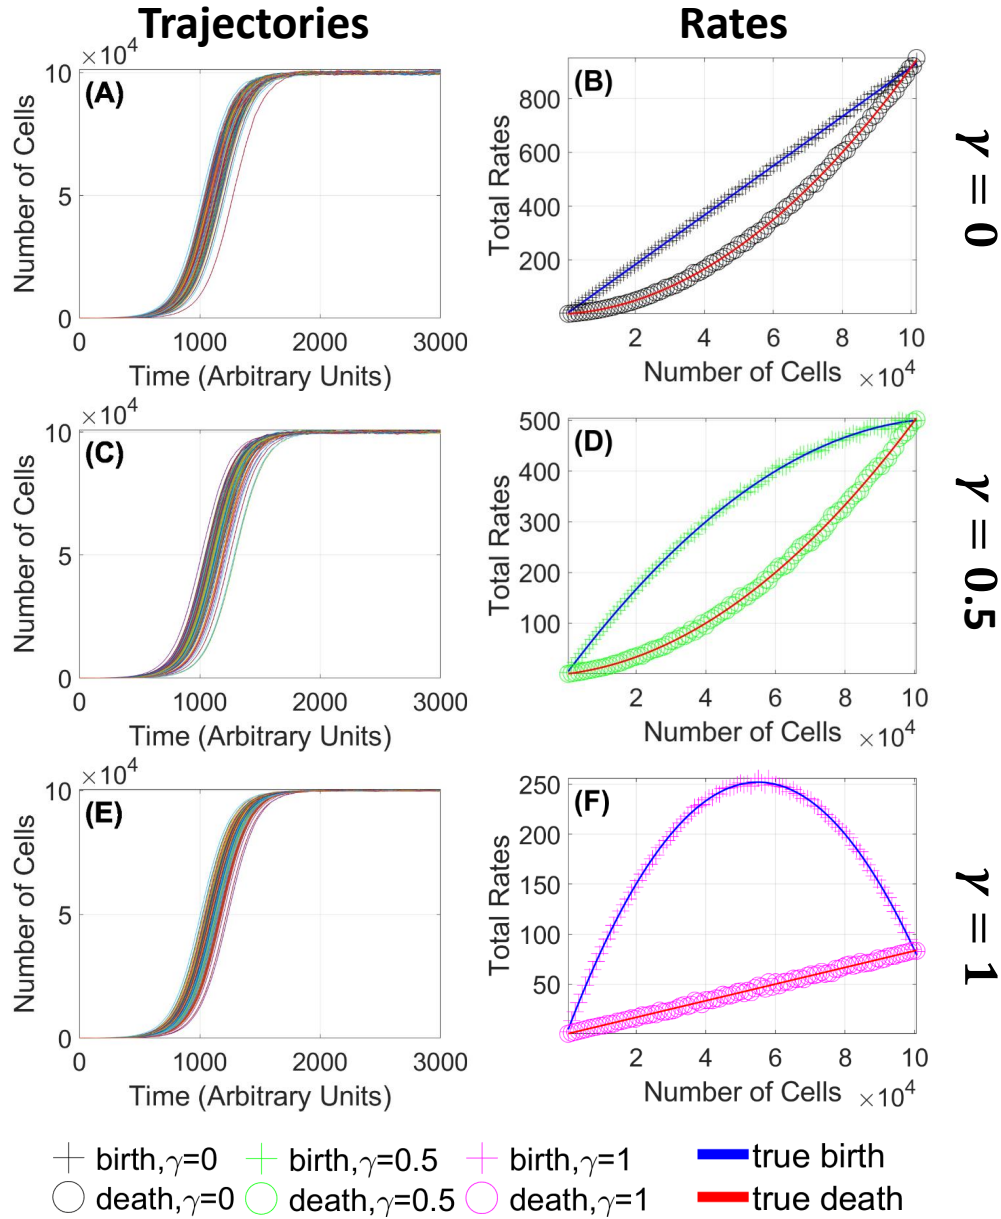 Trajectories
Rates
×10⁴
(A)
10
5
0
Number of Cells
0 1000 2000 3000
Time (Arbitrary Units)
(B)
800
600
400
200
Total Rates
2 4 6 8 10
Number of Cells ×10⁴
γ = 0
×10⁴
(C)
10
5
0
Number of Cells
0 1000 2000 3000
Time (Arbitrary Units)
(D)
500
400
300
200
100
Total Rates
2 4 6 8 10
Number of Cells ×10⁴
γ = 0.5
×10⁴
(E)
10
5
0
Number of Cells
0 1000 2000 3000
Time (Arbitrary Units)
(F)
250
200
150
100
50
Total Rates
2 4 6 8 10
Number of Cells ×10⁴
γ = 1
birth,γ=0 birth,γ=0.5 birth,γ=1 true birth
death,γ=0 death,γ=0.5 death,γ=1 true death